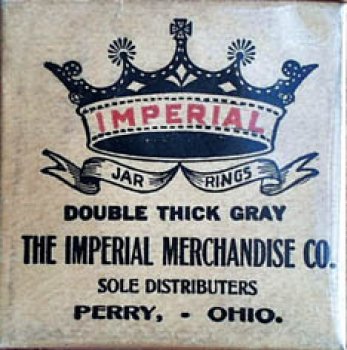 IMPERIAL
JAR RINGS
DOUBLE THICK GRAY
THE IMPERIAL MERCHANDISE CO.
SOLE DISTRIBUTERS
PERRY, - OHIO.